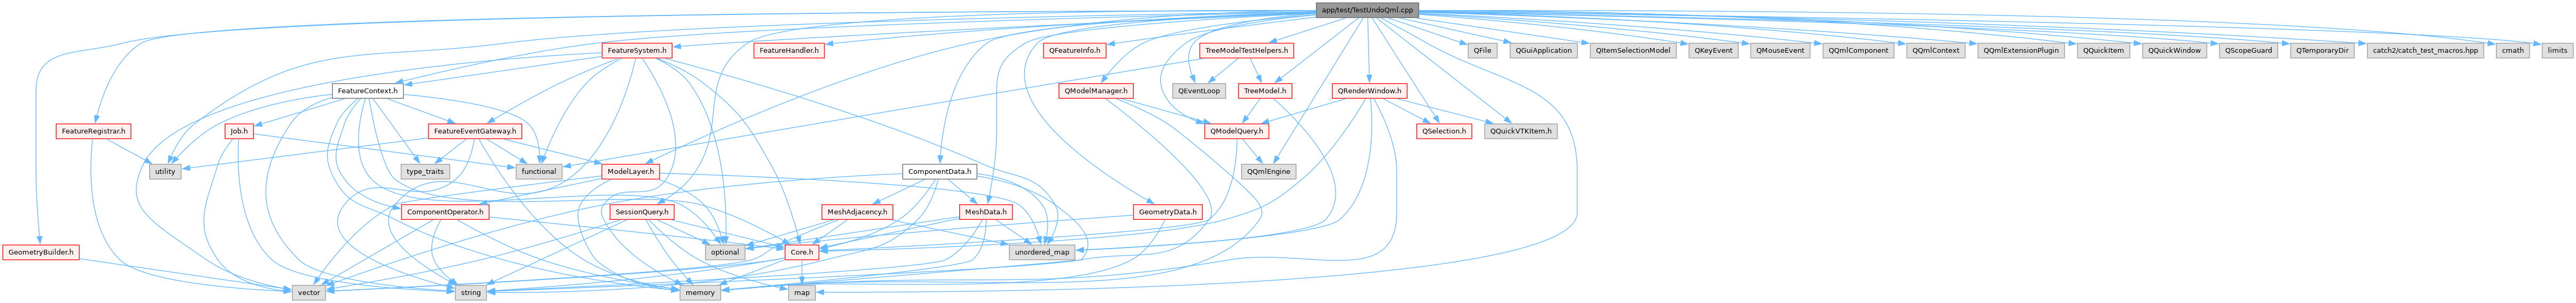 app/test/TestUndoQml.cpp
FeatureSystem.h
FeatureHandler.h
QFeatureInfo.h
TreeModelTestHelpers.h
QFile
QGuiApplication
QItemSelectionModel
QKeyEvent
QMouseEvent
QQmlComponent
QQmlContext
QQmlExtensionPlugin
QQuickItem
QQuickWindow
QScopeGuard
QTemporaryDir
catch2/catch_test_macros.hpp
cmath
limits
FeatureContext.h
QModelManager.h
QEventLoop
TreeModel.h
QRenderWindow.h
FeatureRegistrar.h
Job.h
FeatureEventGateway.h
QModelQuery.h
QSelection.h
QQuickVTKItem.h
utility
type_traits
functional
ModelLayer.h
ComponentData.h
QQmlEngine
ComponentOperator.h
SessionQuery.h
MeshAdjacency.h
MeshData.h
GeometryData.h
GeometryBuilder.h
optional
Core.h
unordered_map
vector
string
memory
map